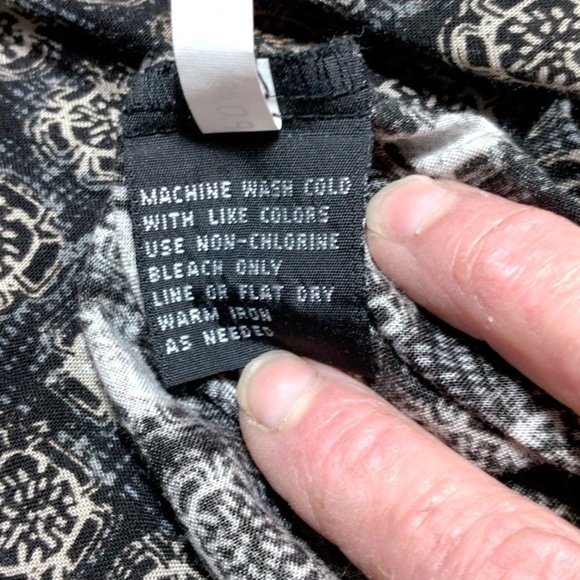 MACHINE WASH COLD
WITH LIKE COLORS
USE NON-CHLORINE
BLEACH ONLY
LINE OR FLAT DRY
WARM IRON
AS NEEDED